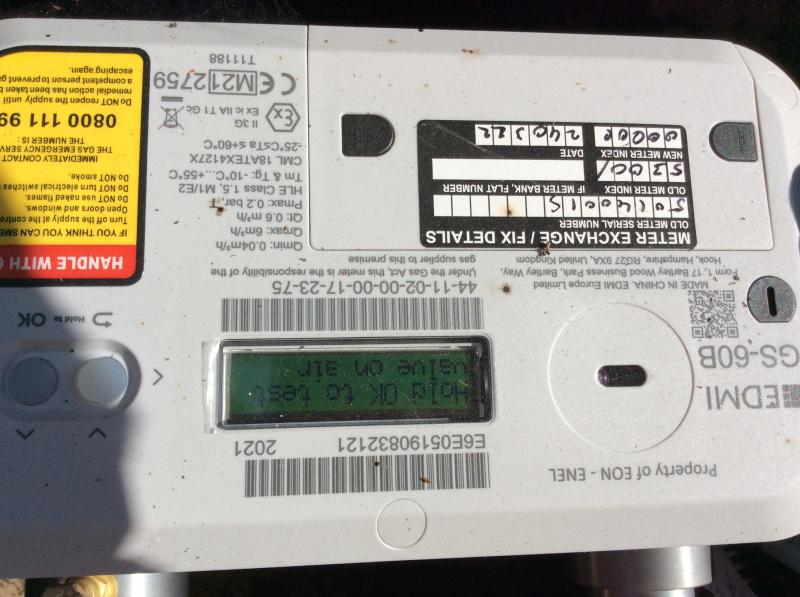 Property of EON - ENEL
E6E05190832121 2021
EDMI
GS-60B
Hold OK to test
valve on air
Hold to OK
44-11-02-00-00-17-23-75
Under the Gas Act, this meter is the responsibility of the
gas supplier to this premise
MADE IN CHINA, EDMI Europe Limited
Form 1, 17 Bartley Wood Business Park, Bartley Way,
Hook, Hampshire RG27 9XA, United Kingdom
METER EXCHANGE / FIX DETAILS
OLD METER SERIAL NUMBER
OLD METER INDEX
IF METER BANK, FLAT NUMBER
NEW METER INDEX
DATE
Qmin: 0.04m³/h
Qmax: 6m³/h
Qt: 0.6 m³/h
Pmax: 0.2 bar,
HLE Class 1.5, M1/E2
Tm & Tg: -10°C...+55°C
CML 18ATEX4127X
-25°C≤Ta≤+60°C
II 3G
Ex ic IIA T1 Gc
CE M21 2759
T11188
HANDLE WITH
IF YOU THINK YOU CAN SME
Turn off the supply at the contro
Open doors and windows.
DO NOT use naked flames.
DO NOT turn electrical switches
DO NOT smoke.
IMMEDIATELY CONTACT
THE GAS EMERGENCY SERV
THE NUMBER IS :
0800 111 99
Do NOT reopen the supply until
remedial action has been taken b
a competent person to prevent ga
escaping again.